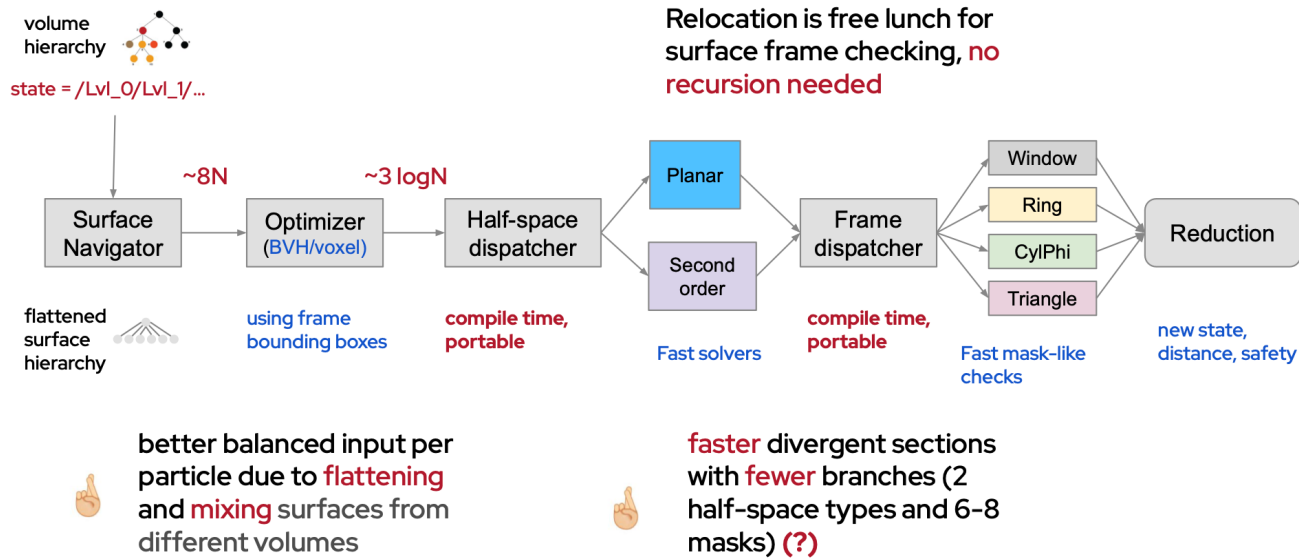 volume
hierarchy
state = /Lvl_0/Lvl_1/...
Relocation is free lunch for
surface frame checking, no
recursion needed
~8N
~3 logN
Surface
Navigator
Optimizer
(BVH/voxel)
Half-space
dispatcher
Planar
Second
order
Frame
dispatcher
Window
Ring
CylPhi
Triangle
Reduction
flattened
surface
hierarchy
using frame
bounding boxes
compile time,
portable
Fast solvers
compile time,
portable
Fast mask-like
checks
new state,
distance, safety
better balanced input per
particle due to flattening
and mixing surfaces from
different volumes
faster divergent sections
with fewer branches (2
half-space types and 6-8
masks) (?)